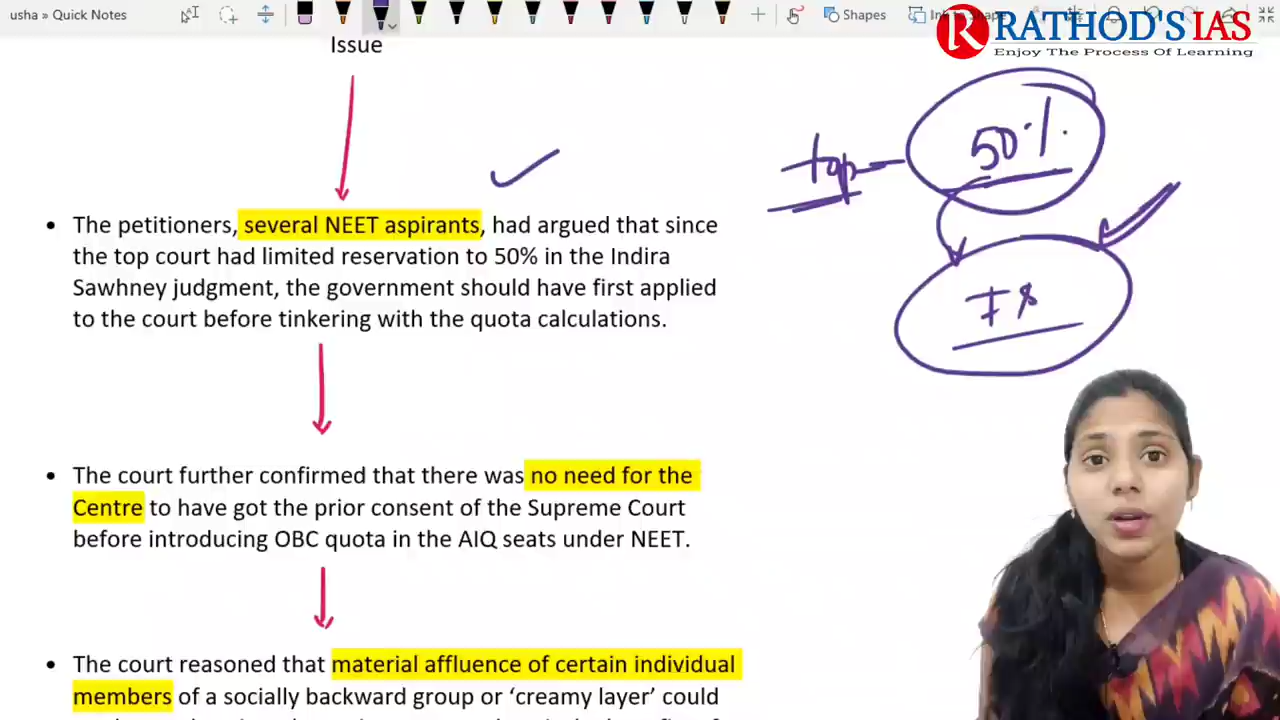 usha » Quick Notes
Shapes
RATHOD'S IAS
Enjoy The Process Of Learning
Issue
top 50%
• The petitioners, several NEET aspirants, had argued that since
the top court had limited reservation to 50% in the Indira
Sawhney judgment, the government should have first applied
to the court before tinkering with the quota calculations.
• The court further confirmed that there was no need for the
Centre to have got the prior consent of the Supreme Court
before introducing OBC quota in the AIQ seats under NEET.
• The court reasoned that material affluence of certain individual
members of a socially backward group or ‘creamy layer’ could